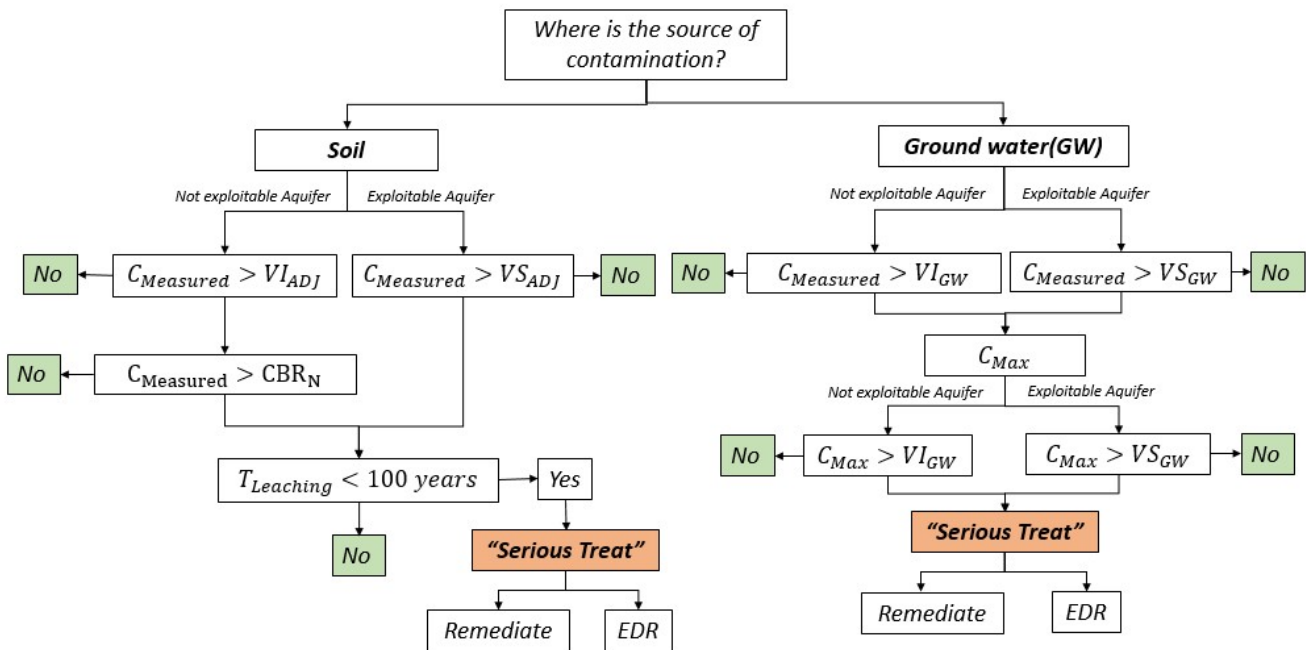 Where is the source of
contamination?
Soil
Ground water(GW)
Not exploitable Aquifer
Exploitable Aquifer
Not exploitable Aquifer
Exploitable Aquifer
No
C_Measured > VI_ADJ
C_Measured > VS_ADJ
No
No
C_Measured > VI_GW
C_Measured > VS_GW
No
No
C_Measured > CBR_N
C_Max
Not exploitable Aquifer
Exploitable Aquifer
T_Leaching < 100 years
Yes
No
C_Max > VI_GW
C_Max > VS_GW
No
No
“Serious Treat”
“Serious Treat”
Remediate
EDR
Remediate
EDR